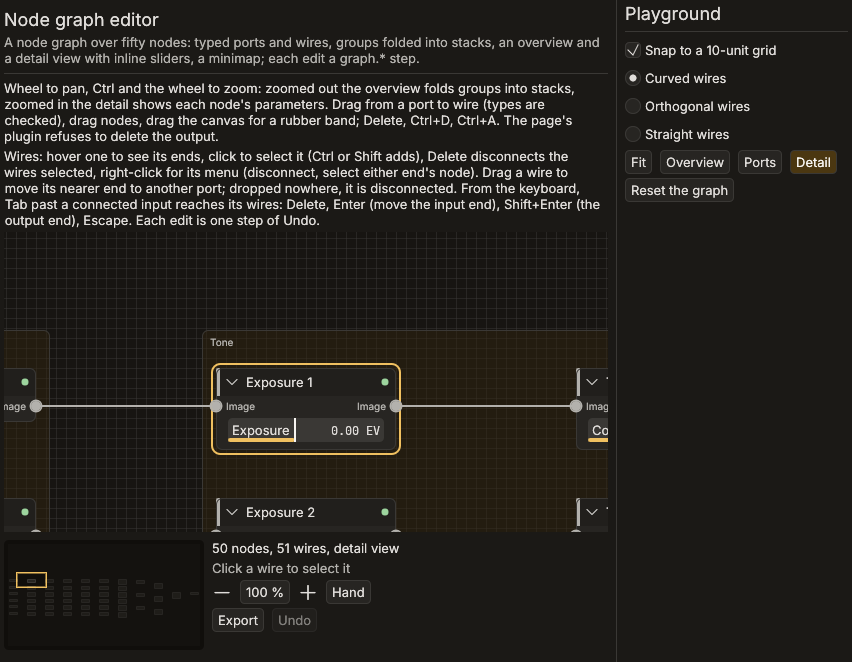 Node graph editor
A node graph over fifty nodes: typed ports and wires, groups folded into stacks, an overview and
a detail view with inline sliders, a minimap; each edit a graph.* step.
Wheel to pan, Ctrl and the wheel to zoom: zoomed out the overview folds groups into stacks,
zoomed in the detail shows each node's parameters. Drag from a port to wire (types are
checked), drag nodes, drag the canvas for a rubber band; Delete, Ctrl+D, Ctrl+A. The page's
plugin refuses to delete the output.
Wires: hover one to see its ends, click to select it (Ctrl or Shift adds), Delete disconnects the
wires selected, right-click for its menu (disconnect, select either end's node). Drag a wire to
move its nearer end to another port; dropped nowhere, it is disconnected. From the keyboard,
Tab past a connected input reaches its wires: Delete, Enter (move the input end), Shift+Enter (the
output end), Escape. Each edit is one step of Undo.
Tone
Exposure 1
Image Image
Exposure 0.00 EV
Exposure 2
50 nodes, 51 wires, detail view
Click a wire to select it
100 % Hand
Export Undo
Playground
Snap to a 10-unit grid
Curved wires
Orthogonal wires
Straight wires
Fit Overview Ports Detail
Reset the graph